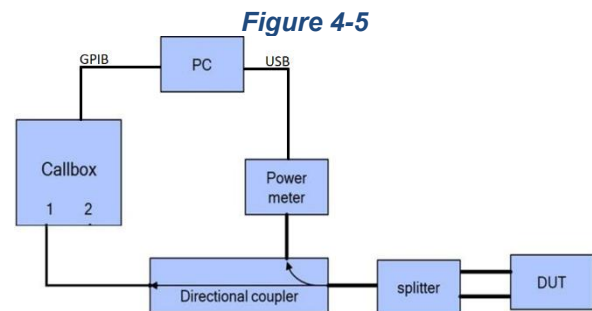 Figure 4-5
GPIB
PC
USB
Callbox
1 2
Power
meter
Directional coupler
splitter
DUT